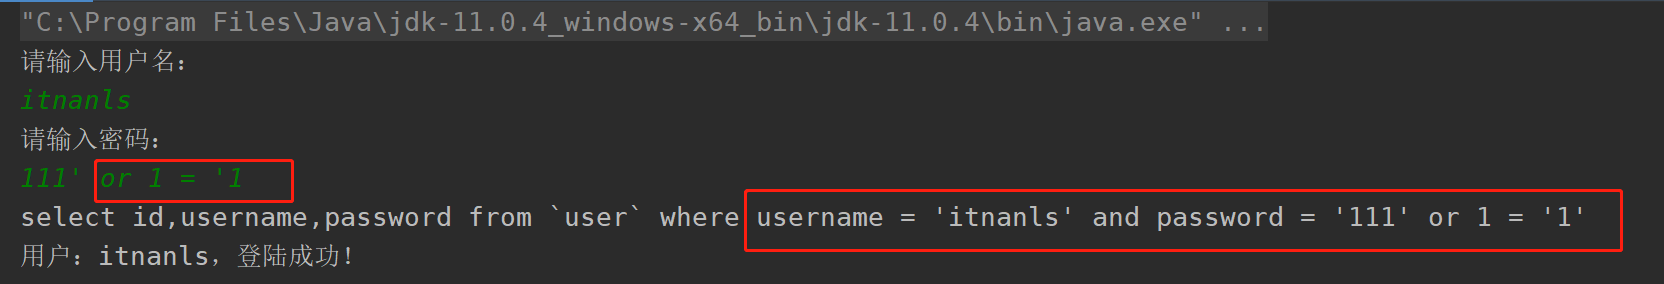 "C:\Program Files\Java\jdk-11.0.4_windows-x64_bin\jdk-11.0.4\bin\java.exe" ...
请输入用户名：
itnanls
请输入密码：
111' or 1 = '1
select id,username,password from `user` where username = 'itnanls' and password = '111' or 1 = '1'
用户：itnanls，登陆成功！